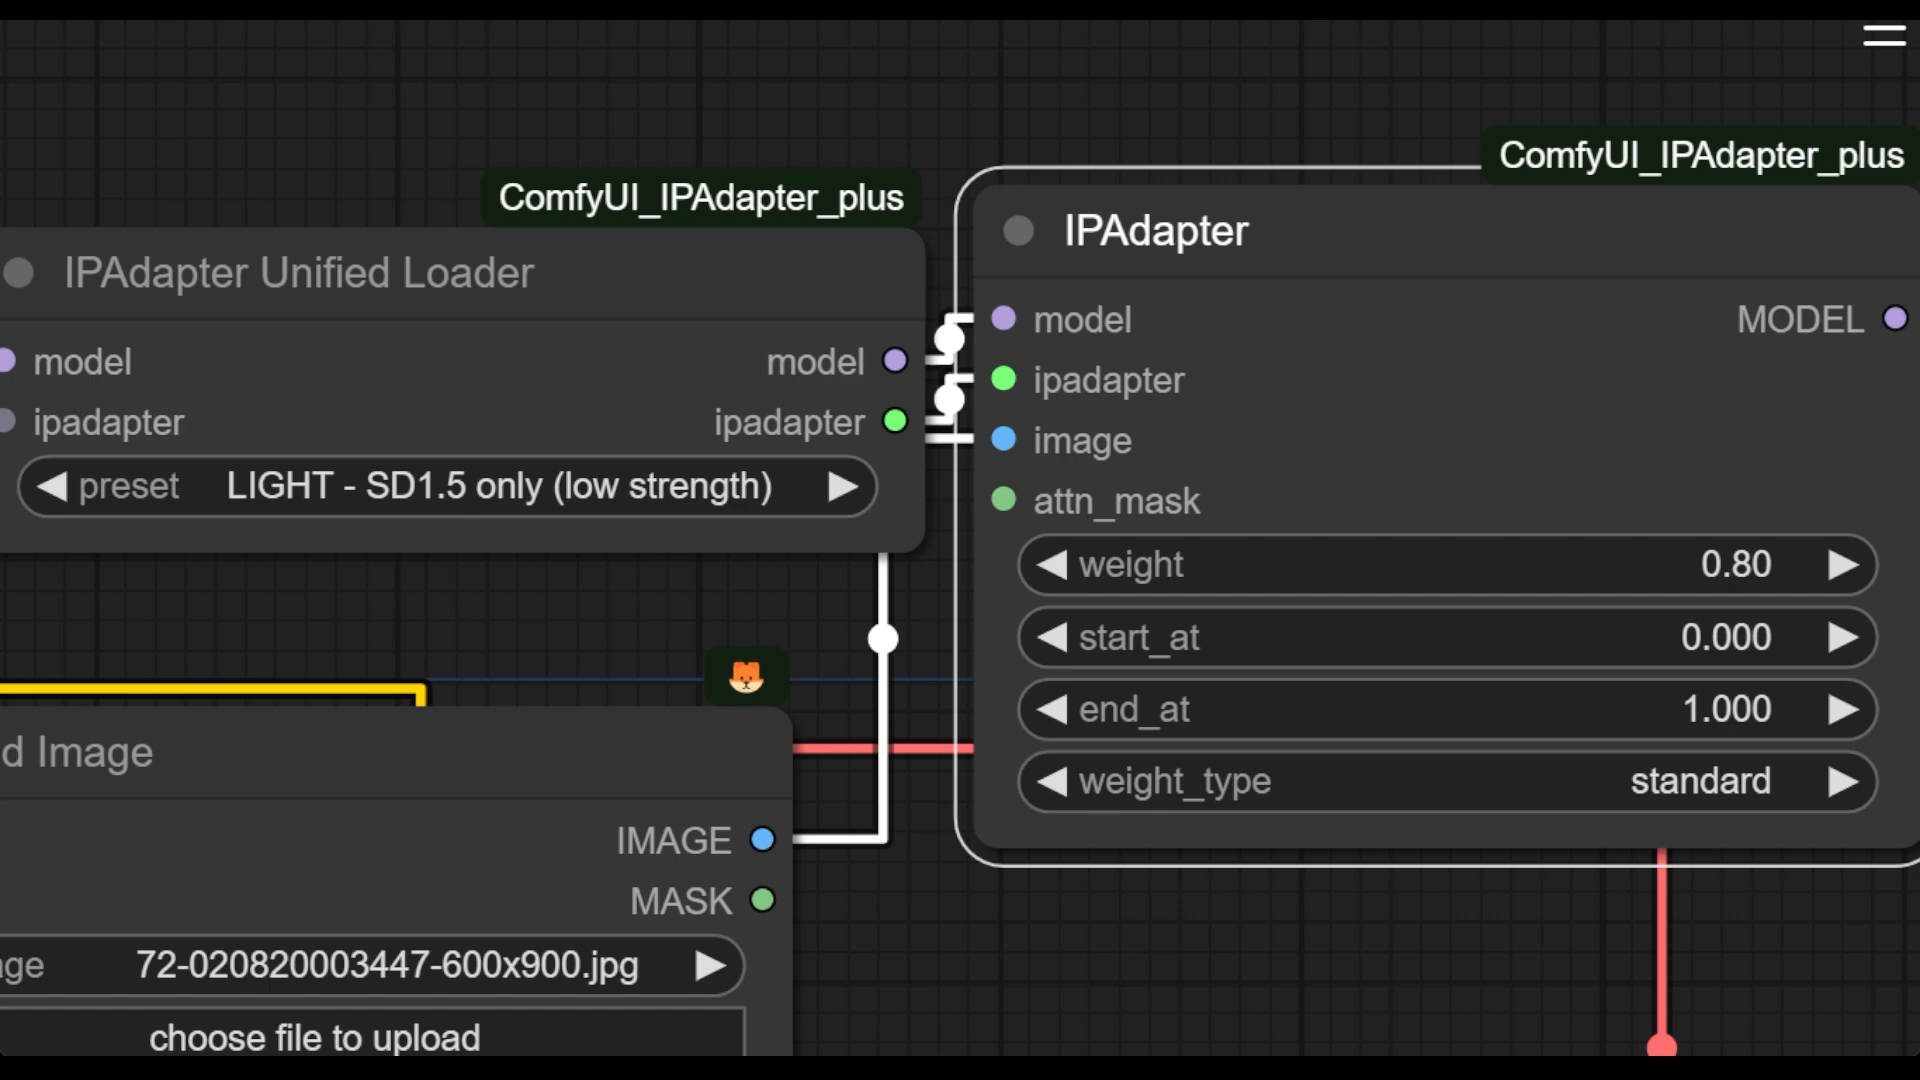 ComfyUI_IPAdapter_plus
IPAdapter Unified Loader
model model
ipadapter ipadapter
preset LIGHT - SD1.5 only (low strength)
ComfyUI_IPAdapter_plus
IPAdapter
model MODEL
ipadapter
image
attn_mask
weight 0.80
start_at 0.000
end_at 1.000
weight_type standard
d Image
IMAGE
MASK
age 72-020820003447-600x900.jpg
choose file to upload